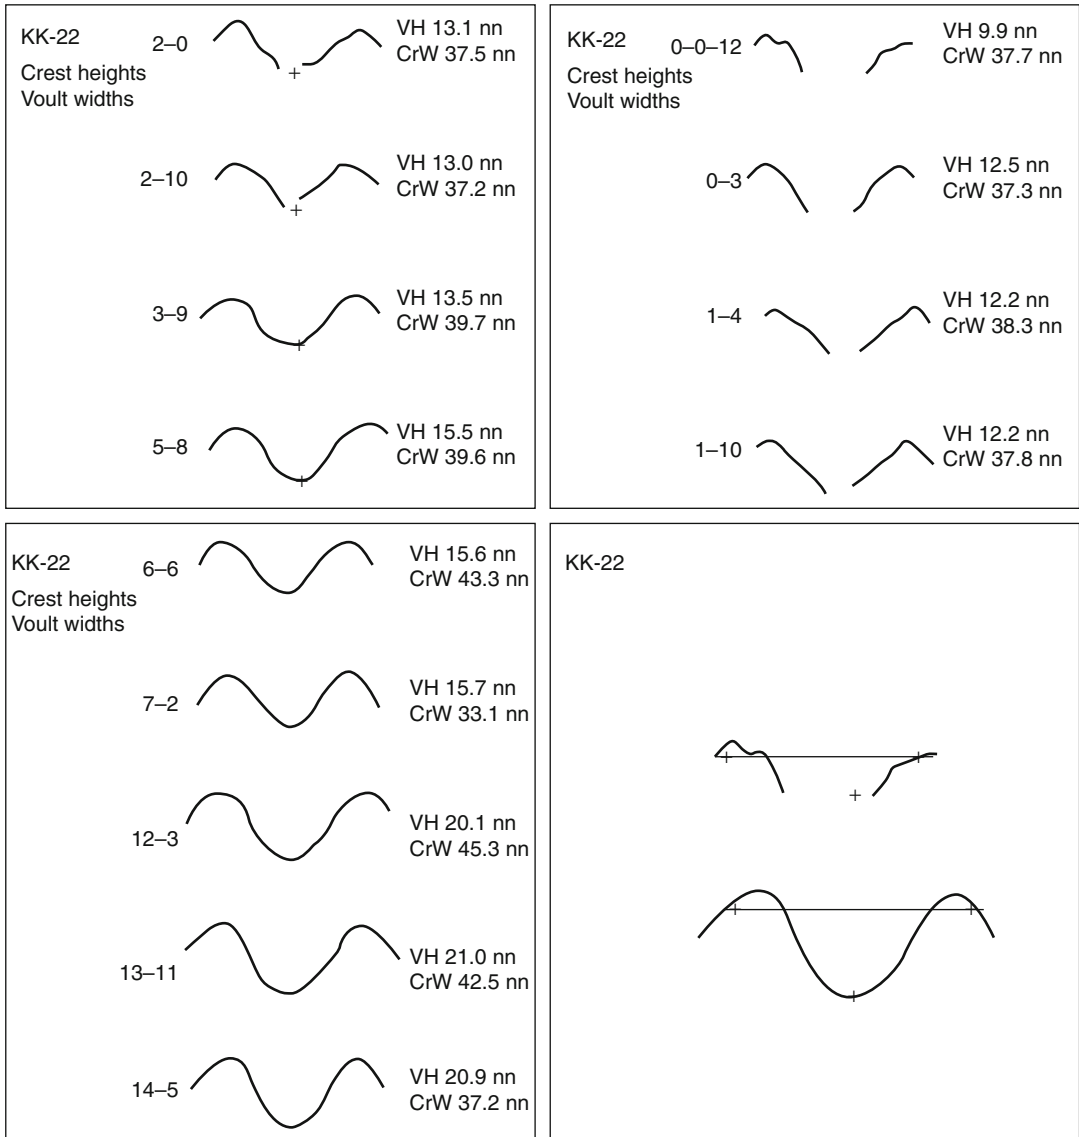 KK-22
Crest heights
Voult widths
2–0
VH 13.1 nn
CrW 37.5 nn
2–10
VH 13.0 nn
CrW 37.2 nn
3–9
VH 13.5 nn
CrW 39.7 nn
5–8
VH 15.5 nn
CrW 39.6 nn
KK-22
Crest heights
Voult widths
0–0–12
VH 9.9 nn
CrW 37.7 nn
0–3
VH 12.5 nn
CrW 37.3 nn
1–4
VH 12.2 nn
CrW 38.3 nn
1–10
VH 12.2 nn
CrW 37.8 nn
KK-22
Crest heights
Voult widths
6–6
VH 15.6 nn
CrW 43.3 nn
7–2
VH 15.7 nn
CrW 33.1 nn
12–3
VH 20.1 nn
CrW 45.3 nn
13–11
VH 21.0 nn
CrW 42.5 nn
14–5
VH 20.9 nn
CrW 37.2 nn
KK-22